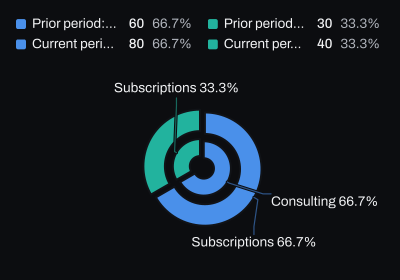 Prior period:... 60 66.7% Prior period... 30 33.3%
Current peri... 80 66.7% Current per... 40 33.3%
Subscriptions 33.3%
Consulting 66.7%
Subscriptions 66.7%